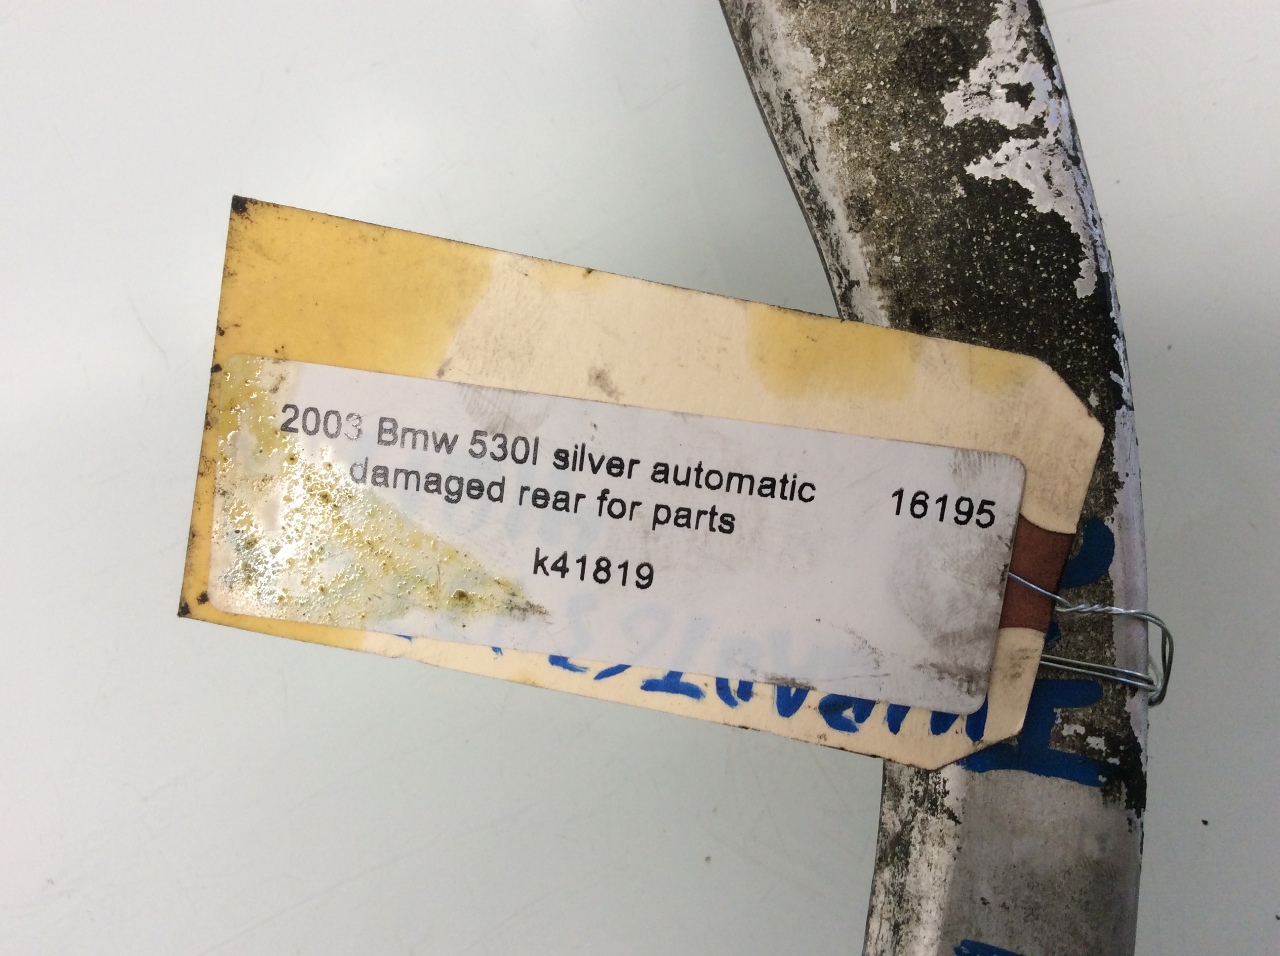 2003 Bmw 530I silver automatic 16195
damaged rear for parts
k41819